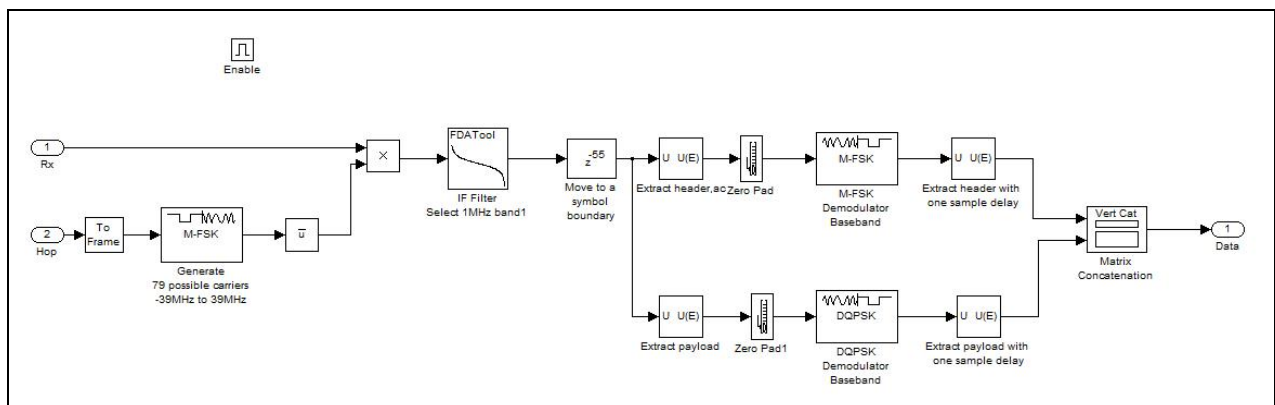 Enable
1
Rx
2
Hop
To
Frame
M-FSK
Generate
79 possible carriers
-39MHz to 39MHz
u
×
FDATool
IF Filter
Select 1MHz band1
z-55
Move to a
symbol
boundary
U U(E)
Extract header,ac
Zero Pad
M-FSK
M-FSK
Demodulator
Baseband
U U(E)
Extract header with
one sample delay
U U(E)
Extract payload
Zero Pad1
DQPSK
DQPSK
Demodulator
Baseband
U U(E)
Extract payload with
one sample delay
Vert Cat
Matrix
Concatenation
1
Data